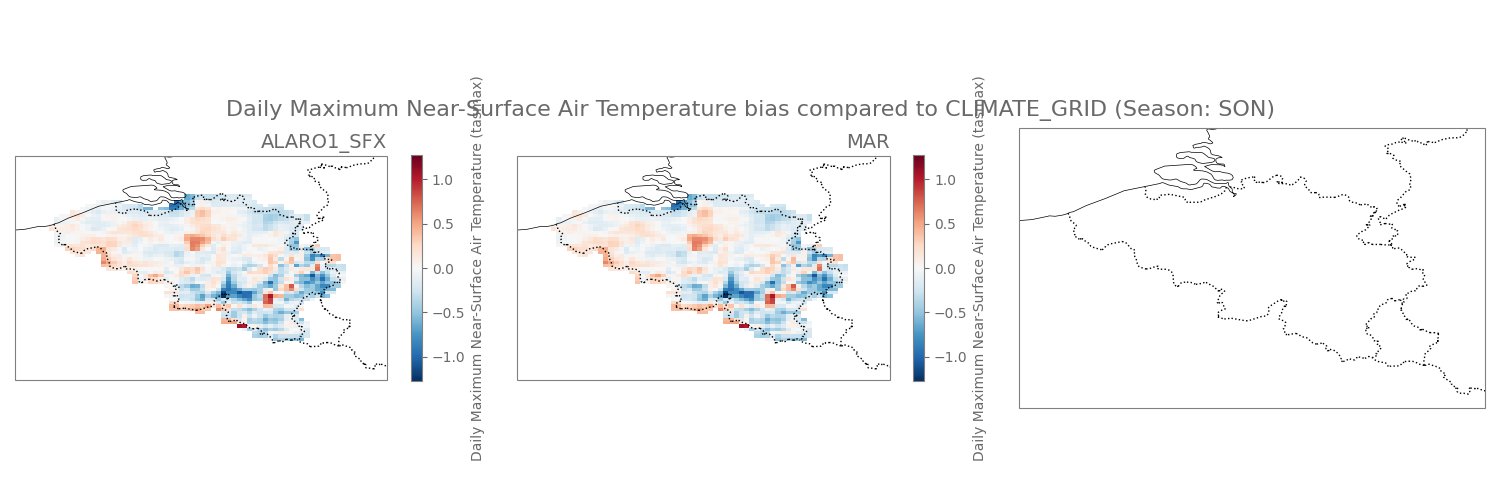 Daily Maximum Near-Surface Air Temperature bias compared to CLIMATE_GRID (Season: SON)
ALARO1_SFX
1.0
0.5
0.0
−0.5
−1.0
Daily Maximum Near-Surface Air Temperature (tasmax)
MAR
1.0
0.5
0.0
−0.5
−1.0
Daily Maximum Near-Surface Air Temperature (tasmax)